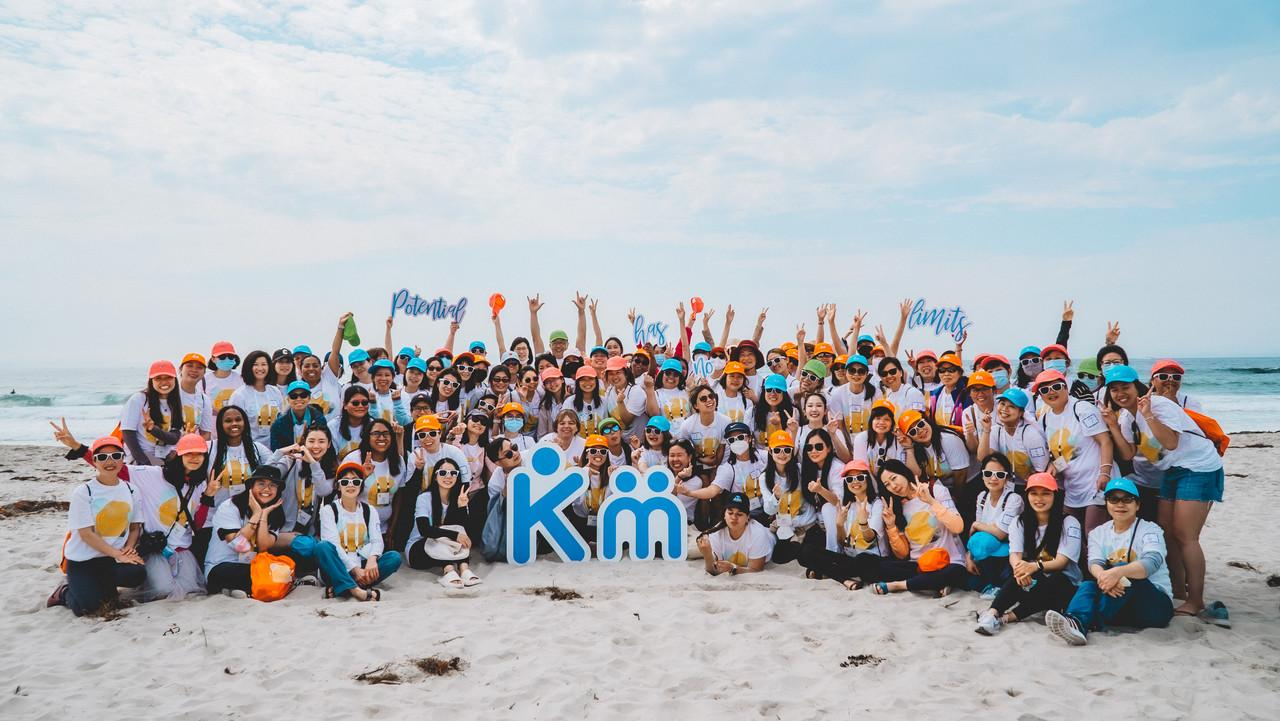 Potential
has
no
limits
Km